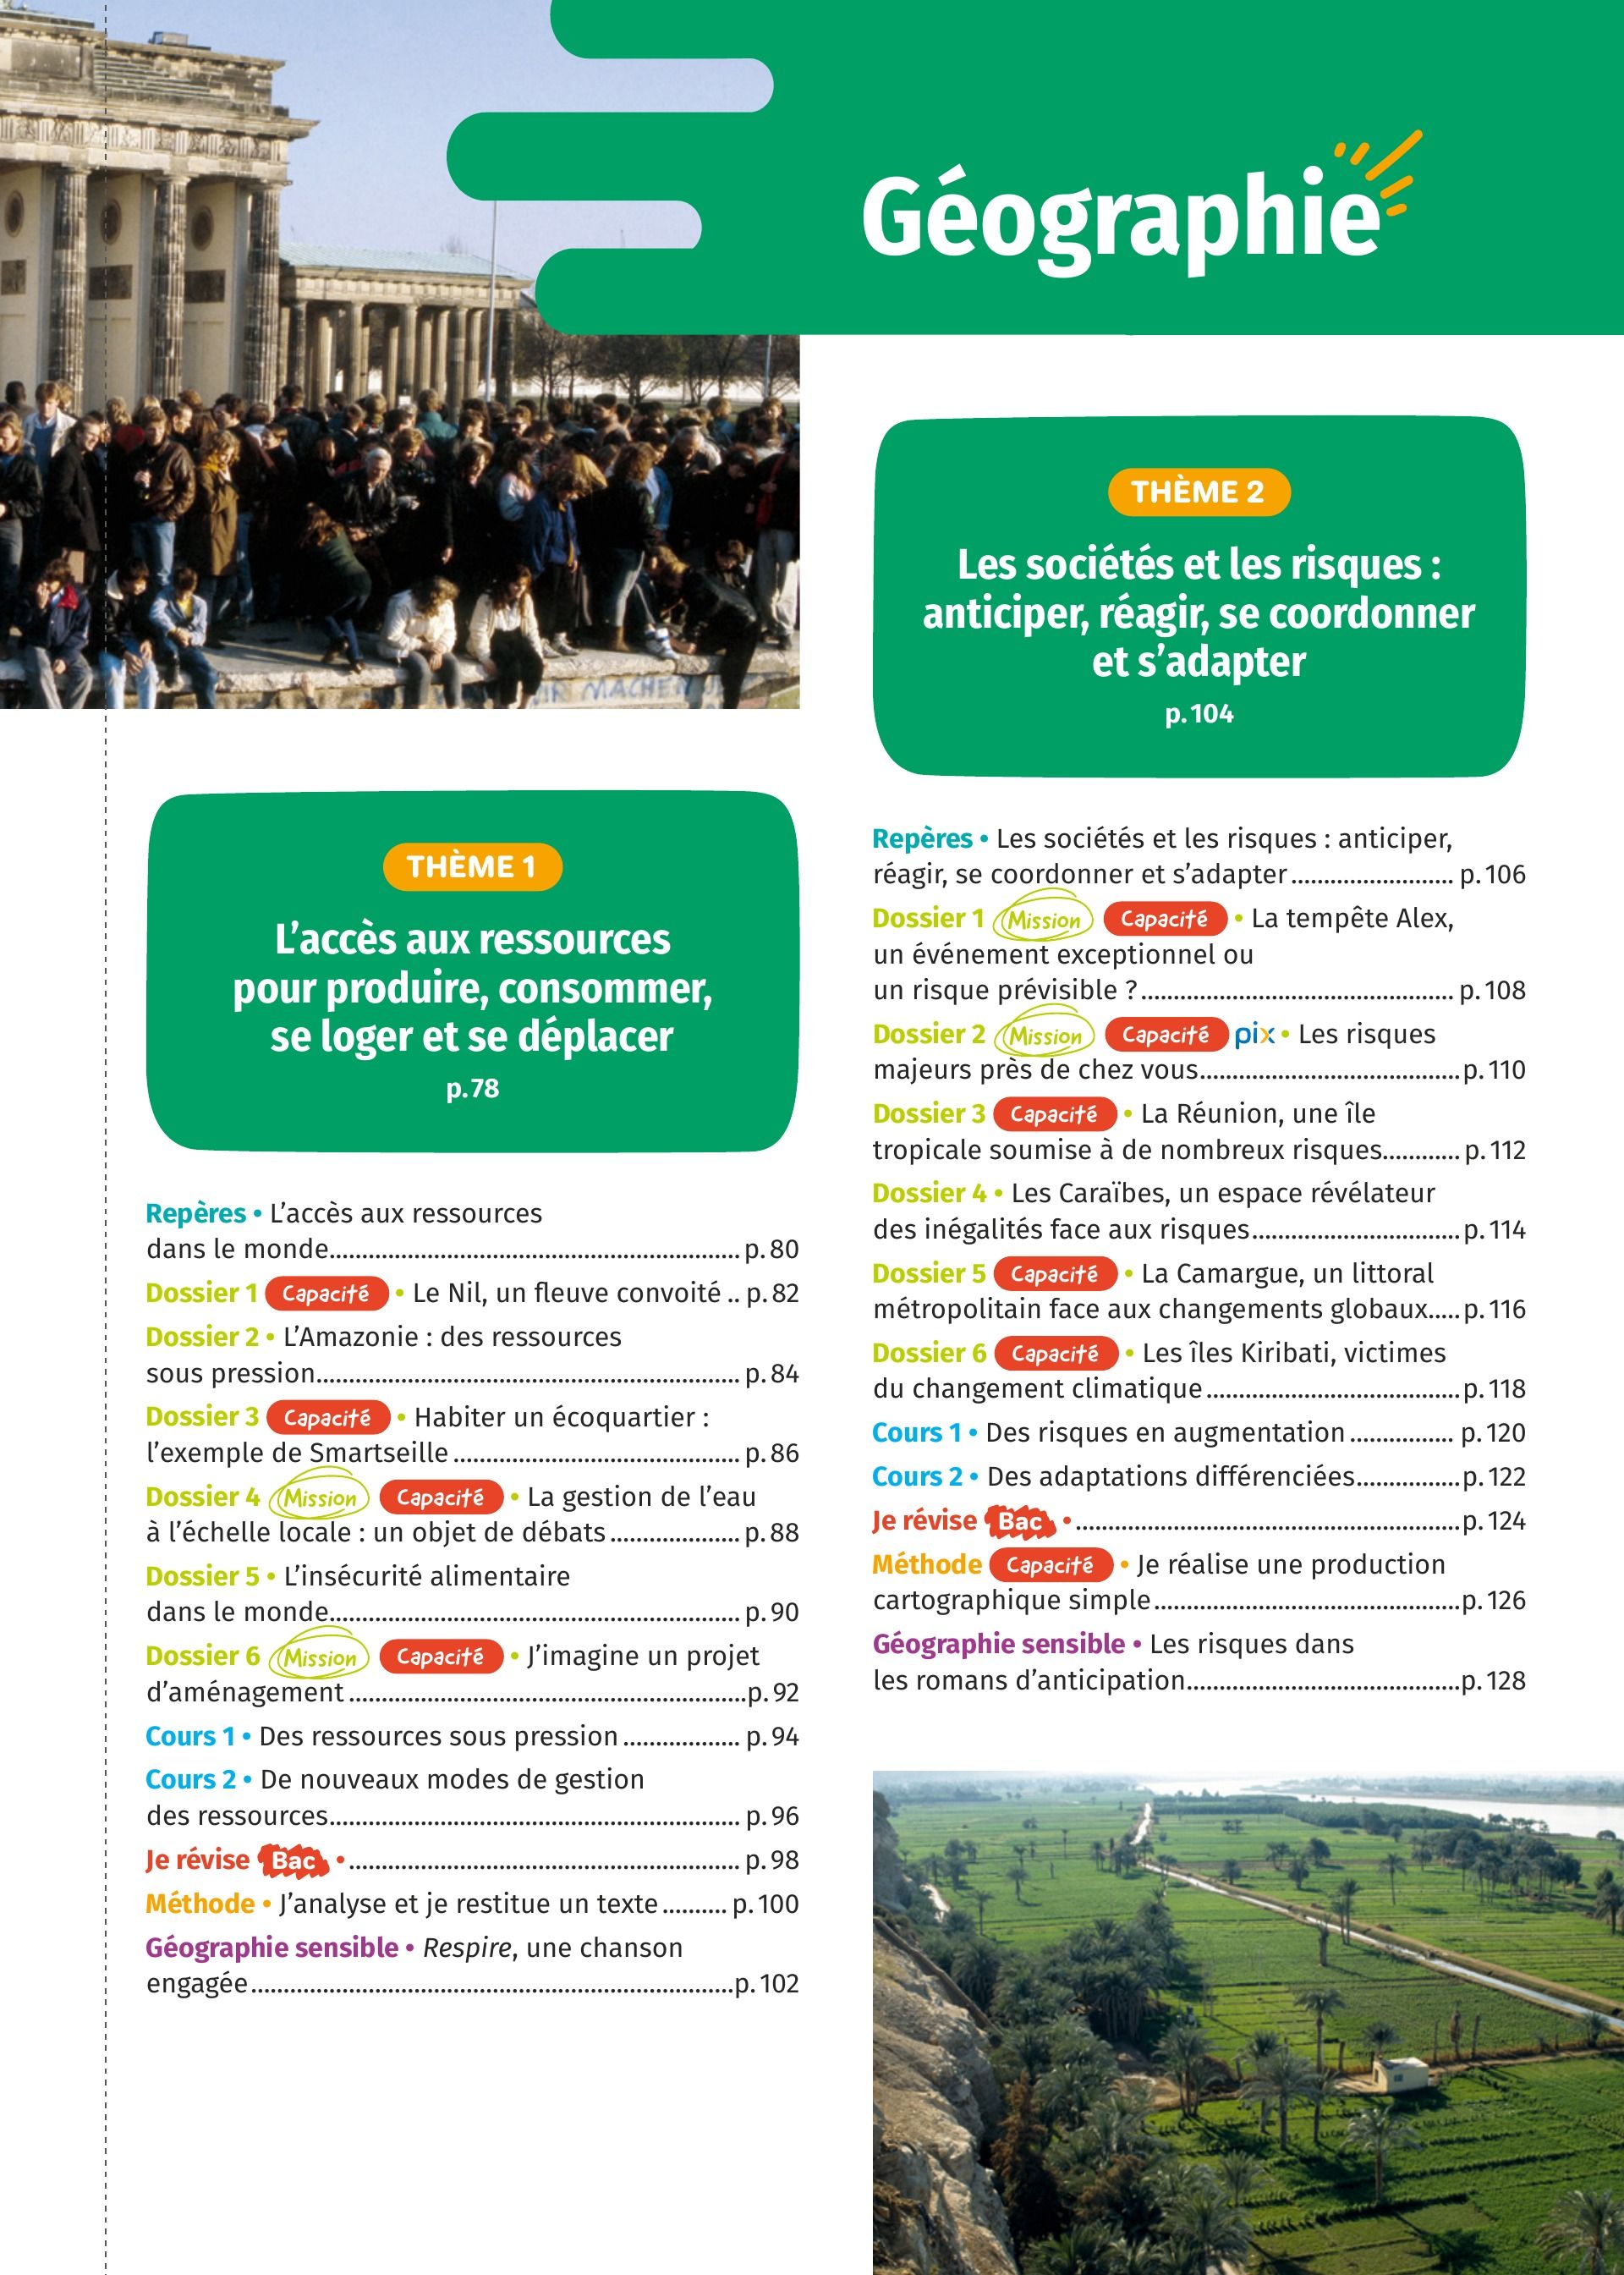 Géographie
THÈME 1
L'accès aux ressources
pour produire, consommer,
se loger et se déplacer
p. 78
Repères • L'accès aux ressources
dans le monde........ p. 80
Dossier 1 Capacité • Le Nil, un fleuve convoité .. p. 82
Dossier 2 • L'Amazonie : des ressources
sous pression........ p. 84
Dossier 3 Capacité • Habiter un écoquartier :
l'exemple de Smartseille ........ p. 86
Dossier 4 Mission Capacité • La gestion de l'eau
à l'échelle locale : un objet de débats ........ p. 88
Dossier 5 • L'insécurité alimentaire
dans le monde........ p. 90
Dossier 6 Mission Capacité • J'imagine un projet
d'aménagement ........ p. 92
Cours 1 • Des ressources sous pression ........ p. 94
Cours 2 • De nouveaux modes de gestion
des ressources........ p. 96
Je révise Bac • ........ p. 98
Méthode • J'analyse et je restitue un texte ........ p. 100
Géographie sensible • Respire, une chanson
engagée ........ p. 102
THÈME 2
Les sociétés et les risques :
anticiper, réagir, se coordonner
et s'adapter
p. 104
Repères • Les sociétés et les risques : anticiper,
réagir, se coordonner et s'adapter ........ p. 106
Dossier 1 Mission Capacité • La tempête Alex,
un événement exceptionnel ou
un risque prévisible ? ........ p. 108
Dossier 2 Mission Capacité pix • Les risques
majeurs près de chez vous........ p. 110
Dossier 3 Capacité • La Réunion, une île
tropicale soumise à de nombreux risques........ p. 112
Dossier 4 • Les Caraïbes, un espace révélateur
des inégalités face aux risques ........ p. 114
Dossier 5 Capacité • La Camargue, un littoral
métropolitain face aux changements globaux..... p. 116
Dossier 6 Capacité • Les îles Kiribati, victimes
du changement climatique ........ p. 118
Cours 1 • Des risques en augmentation ........ p. 120
Cours 2 • Des adaptations différenciées........ p. 122
Je révise Bac • ........ p. 124
Méthode Capacité • Je réalise une production
cartographique simple ........ p. 126
Géographie sensible • Les risques dans
les romans d'anticipation........ p. 128